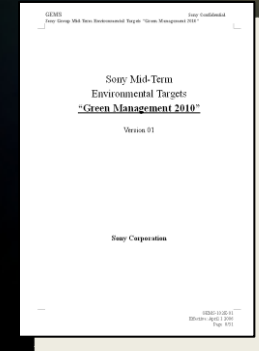 GEMS Sony Confidential
Sony Group Mid-Term Environmental Targets "Green Management 2010"
Sony Mid-Term
Environmental Targets
"Green Management 2010"
Version 01
Sony Corporation
Effective April 1 2006
Page